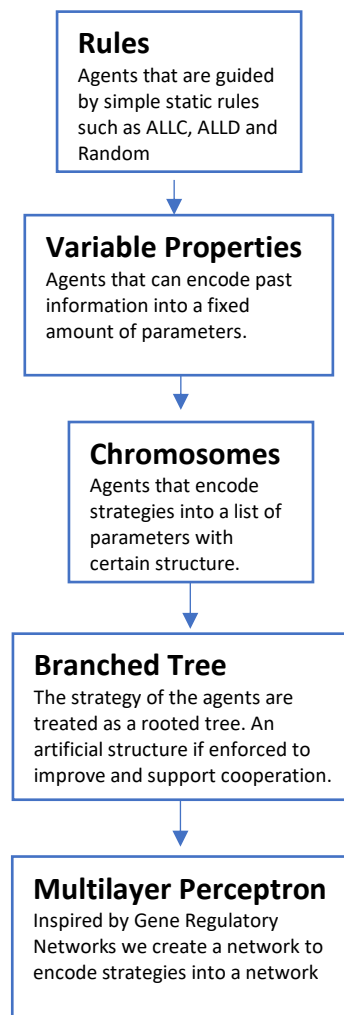 Rules
Agents that are guided
by simple static rules
such as ALLC, ALLD and
Random
Variable Properties
Agents that can encode past
information into a fixed
amount of parameters.
Chromosomes
Agents that encode
strategies into a list of
parameters with
certain structure.
Branched Tree
The strategy of the agents are
treated as a rooted tree. An
artificial structure if enforced to
improve and support cooperation.
Multilayer Perceptron
Inspired by Gene Regulatory
Networks we create a network to
encode strategies into a network